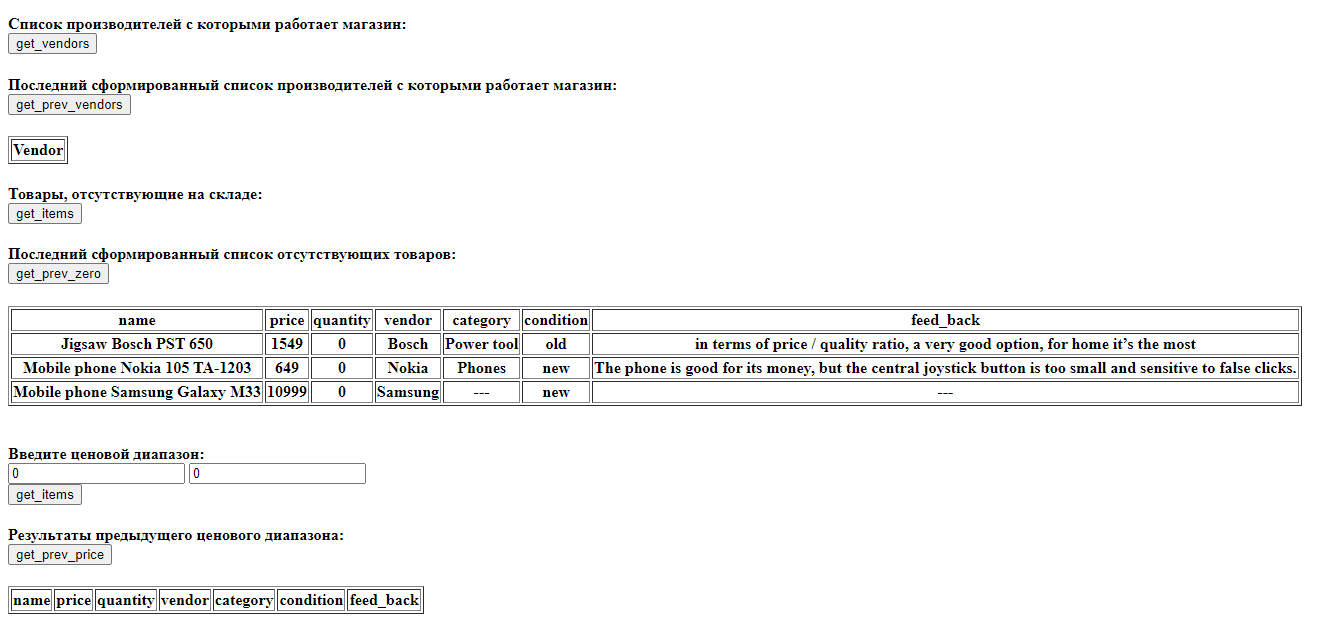 Список производителей с которыми работает магазин:
get_vendors
Последний сформированный список производителей с которыми работает магазин:
get_prev_vendors
Vendor
Товары, отсутствующие на складе:
get_items
Последний сформированный список отсутствующих товаров:
get_prev_zero
name price quantity vendor category condition feed_back
Jigsaw Bosch PST 650 1549 0 Bosch Power tool old in terms of price / quality ratio, a very good option, for home it’s the most
Mobile phone Nokia 105 TA-1203 649 0 Nokia Phones new The phone is good for its money, but the central joystick button is too small and sensitive to false clicks.
Mobile phone Samsung Galaxy M33 10999 0 Samsung --- new ---
Введите ценовой диапазон:
0 0
get_items
Результаты предыдущего ценового диапазона:
get_prev_price
name price quantity vendor category condition feed_back